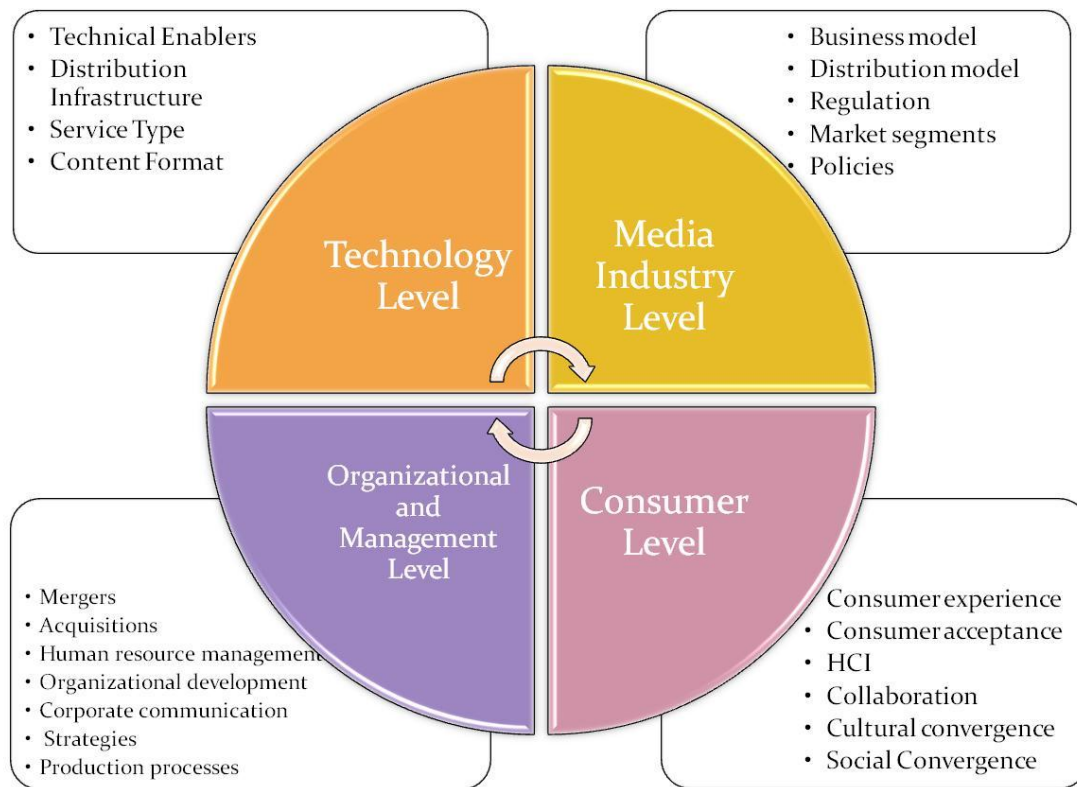 • Technical Enablers
• Distribution
Infrastructure
• Service Type
• Content Format
• Business model
• Distribution model
• Regulation
• Market segments
• Policies
Technology
Level
Media
Industry
Level
Organizational
and
Management
Level
Consumer
Level
• Mergers
• Acquisitions
• Human resource management
• Organizational development
• Corporate communication
• Strategies
• Production processes
Consumer experience
• Consumer acceptance
• HCI
• Collaboration
• Cultural convergence
• Social Convergence